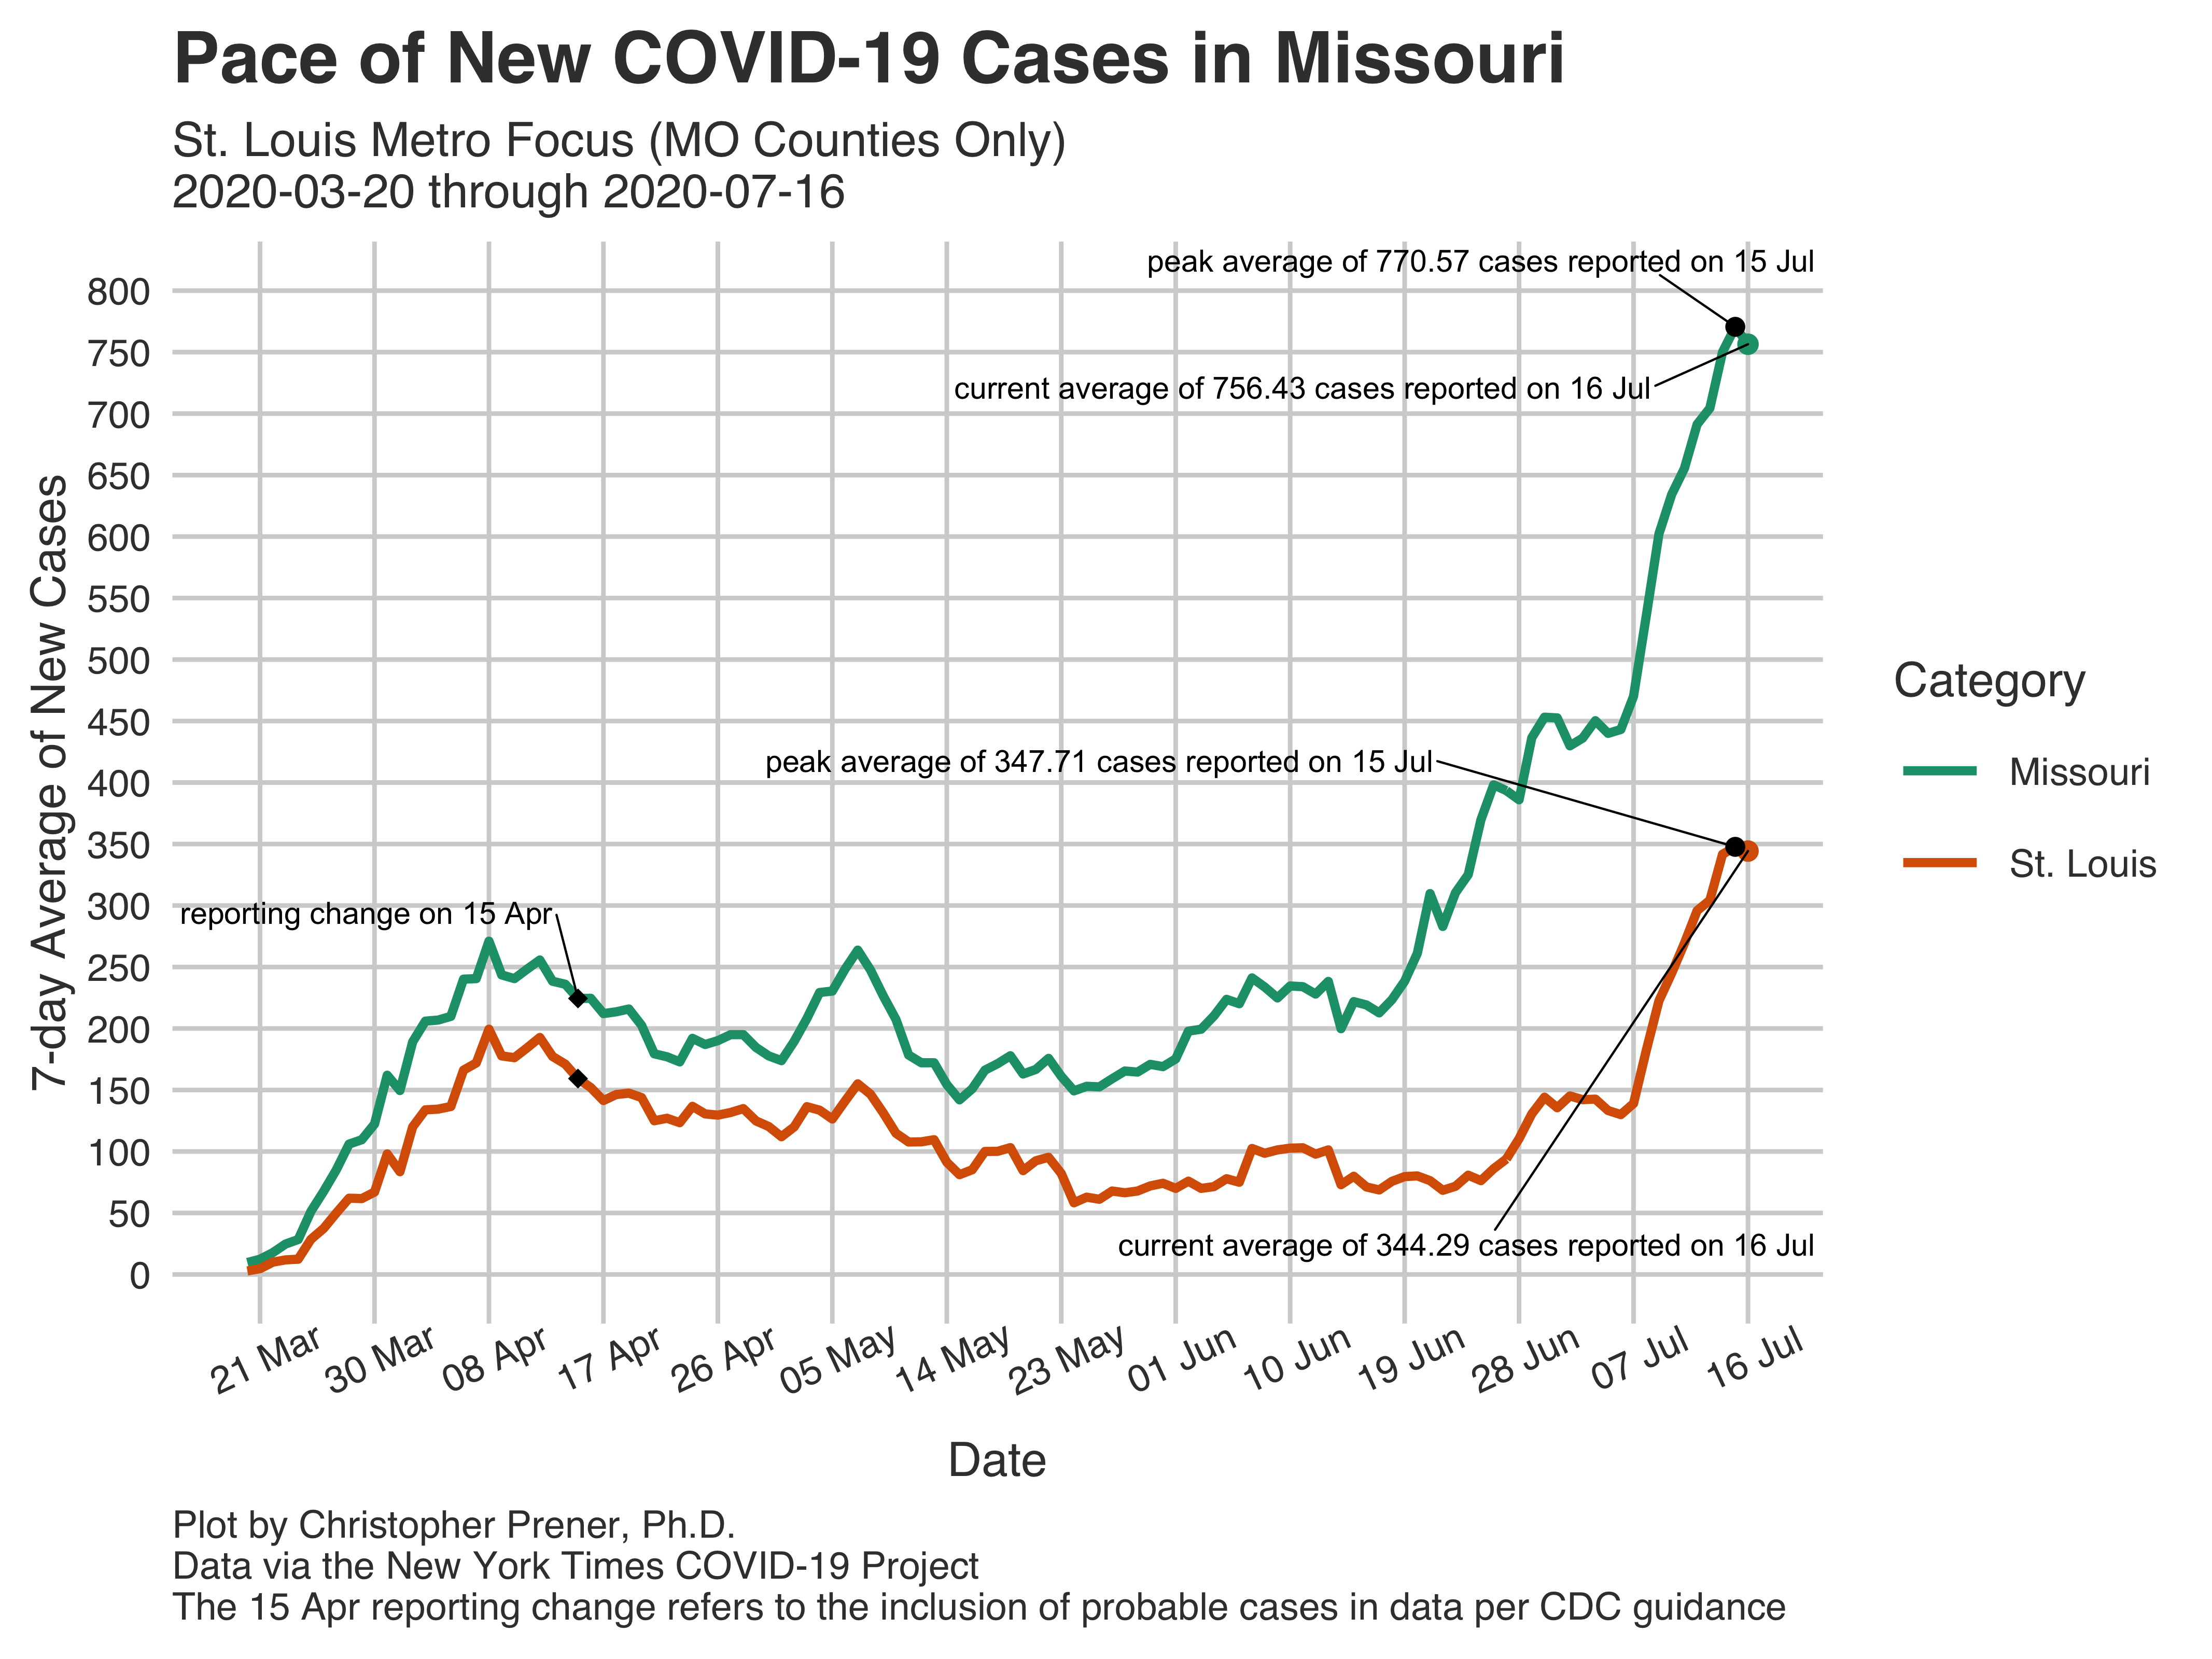 Pace of New COVID-19 Cases in Missouri
St. Louis Metro Focus (MO Counties Only)
2020-03-20 through 2020-07-16
7-day Average of New Cases
800
750
700
650
600
550
500
450
400
350
300
250
200
150
100
50
0
peak average of 770.57 cases reported on 15 Jul
current average of 756.43 cases reported on 16 Jul
peak average of 347.71 cases reported on 15 Jul
reporting change on 15 Apr
current average of 344.29 cases reported on 16 Jul
Category
Missouri
St. Louis
21 Mar
30 Mar
08 Apr
17 Apr
26 Apr
05 May
14 May
23 May
01 Jun
10 Jun
19 Jun
28 Jun
07 Jul
16 Jul
Date
Plot by Christopher Prener, Ph.D.
Data via the New York Times COVID-19 Project
The 15 Apr reporting change refers to the inclusion of probable cases in data per CDC guidance